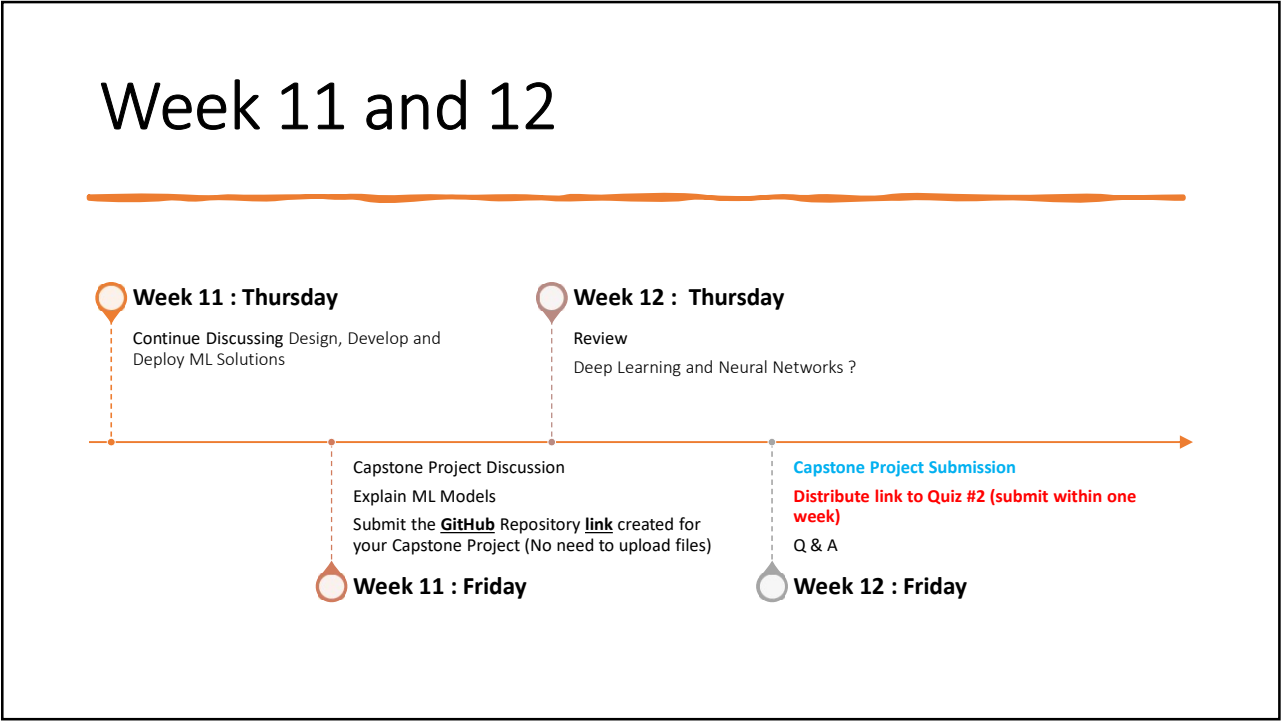 Week 11 and 12
Week 11 : Thursday
Continue Discussing Design, Develop and
Deploy ML Solutions
Week 12 :  Thursday
Review
Deep Learning and Neural Networks ?
Capstone Project Discussion
Explain ML Models
Submit the GitHub Repository link created for
your Capstone Project (No need to upload files)
Week 11 : Friday
Capstone Project Submission
Distribute link to Quiz #2 (submit within one
week)
Q & A
Week 12 : Friday